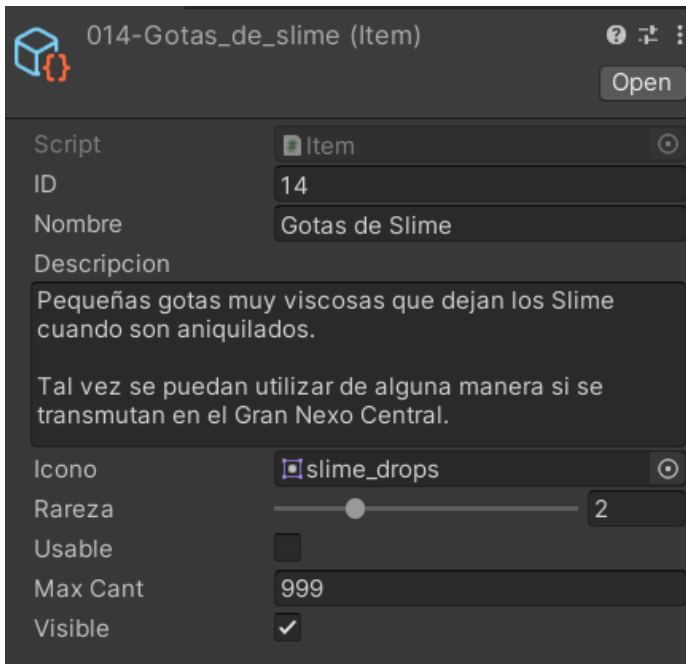 014-Gotas_de_slime (Item)
Open
Script
Item
ID
14
Nombre
Gotas de Slime
Descripcion
Pequeñas gotas muy viscosas que dejan los Slime
cuando son aniquilados.
Tal vez se puedan utilizar de alguna manera si se
transmutan en el Gran Nexo Central.
Icono
slime_drops
Rareza
2
Usable
Max Cant
999
Visible